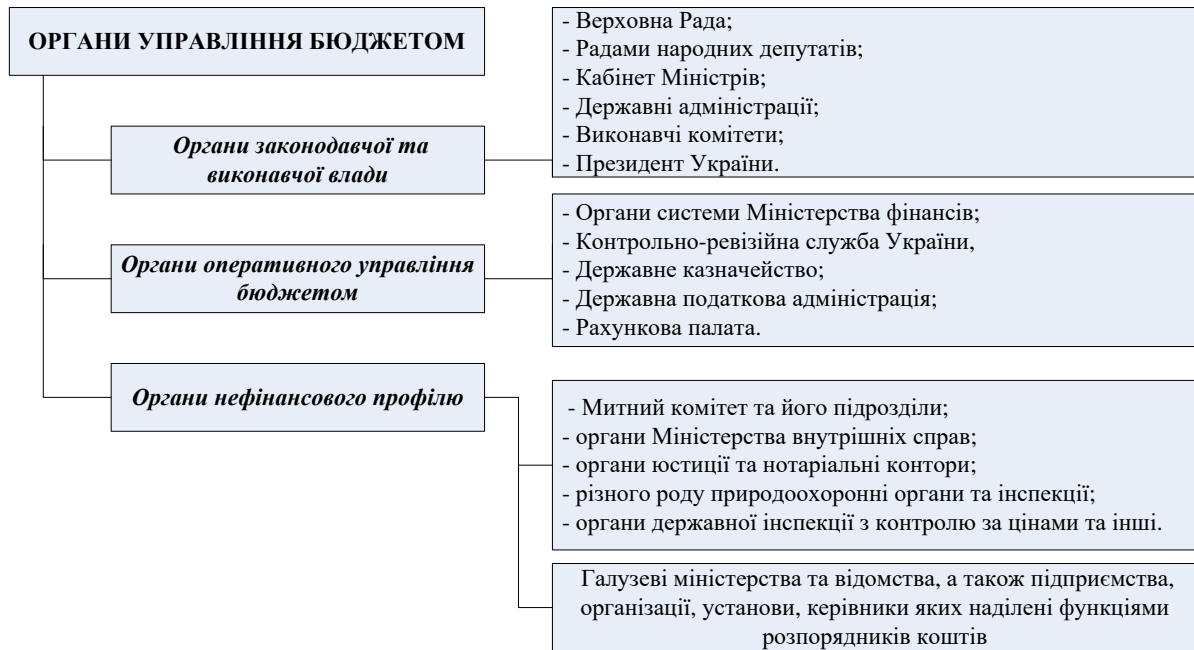 ОРГАНИ УПРАВЛІННЯ БЮДЖЕТОМ
Органи законодавчої та
виконавчої влади
- Верховна Рада;
- Радами народних депутатів;
- Кабінет Міністрів;
- Державні адміністрації;
- Виконавчі комітети;
- Президент України.
Органи оперативного управління
бюджетом
- Органи системи Міністерства фінансів;
- Контрольно-ревізійна служба України,
- Державне казначейство;
- Державна податкова адміністрація;
- Рахункова палата.
Органи нефінансового профілю
- Митний комітет та його підрозділи;
- органи Міністерства внутрішніх справ;
- органи юстиції та нотаріальні контори;
- різного роду природоохоронні органи та інспекції;
- органи державної інспекції з контролю за цінами та інші.
Галузеві міністерства та відомства, а також підприємства,
організації, установи, керівники яких наділені функціями
розпорядників коштів